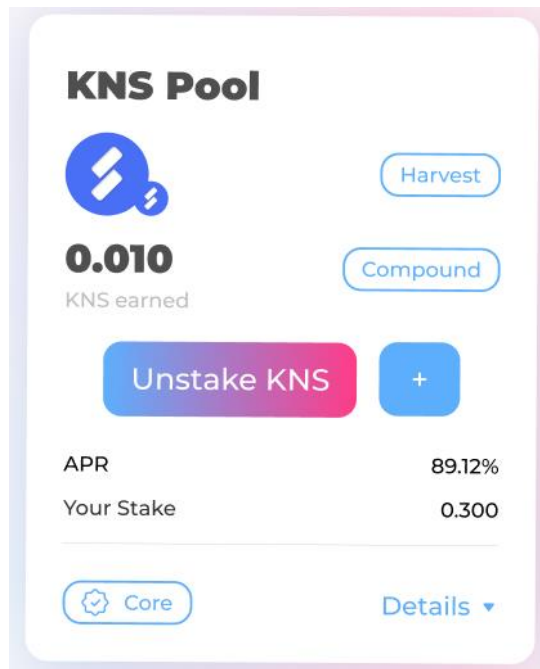 KNS Pool
Harvest
0.010
Compound
KNS earned
Unstake KNS
+
APR 89.12%
Your Stake 0.300
Core
Details